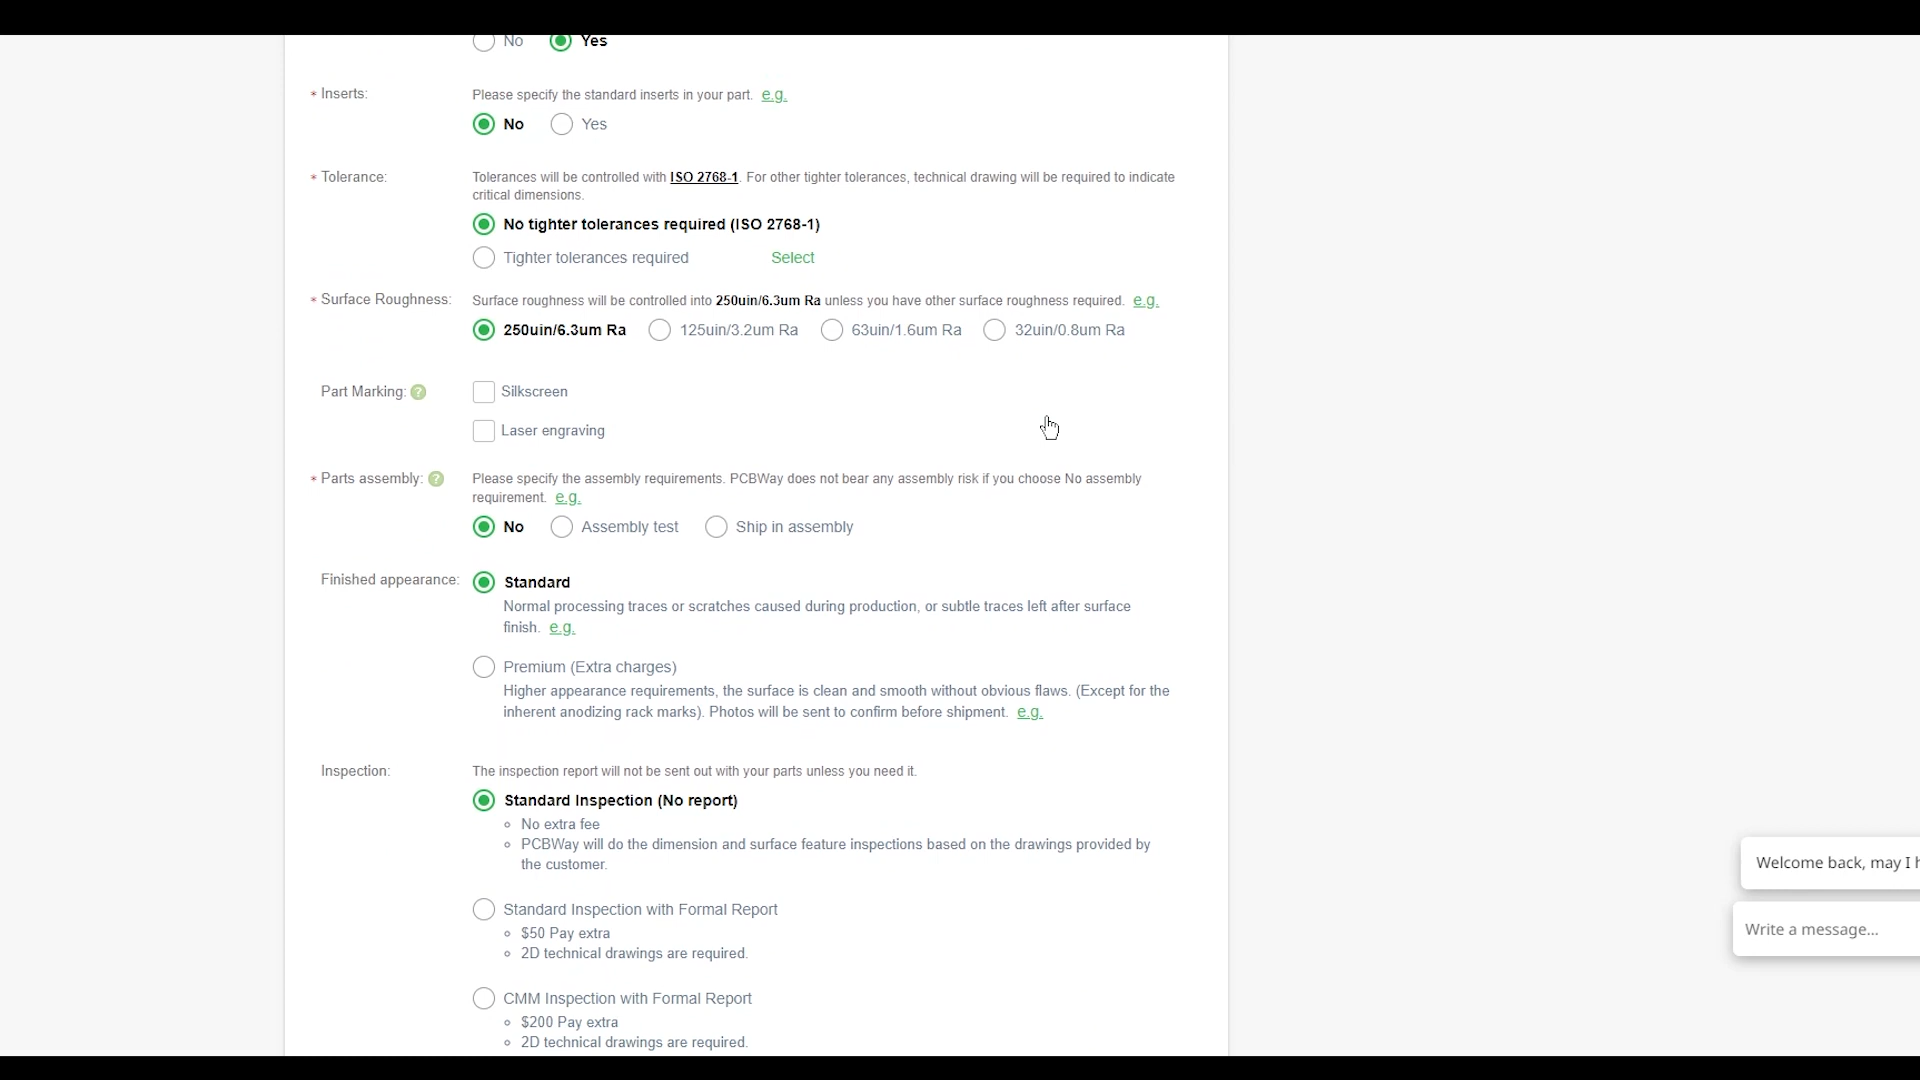 No Yes
* Inserts: Please specify the standard inserts in your part. e.g.
No Yes
* Tolerance: Tolerances will be controlled with ISO 2768-1. For other tighter tolerances, technical drawing will be required to indicate
critical dimensions.
No tighter tolerances required (ISO 2768-1)
Tighter tolerances required Select
* Surface Roughness: Surface roughness will be controlled into 250uin/6.3um Ra unless you have other surface roughness required. e.g.
250uin/6.3um Ra 125uin/3.2um Ra 63uin/1.6um Ra 32uin/0.8um Ra
Part Marking: ? Silkscreen
Laser engraving
* Parts assembly: ? Please specify the assembly requirements. PCBWay does not bear any assembly risk if you choose No assembly
requirement. e.g.
No Assembly test Ship in assembly
Finished appearance: Standard
Normal processing traces or scratches caused during production, or subtle traces left after surface
finish. e.g.
Premium (Extra charges)
Higher appearance requirements, the surface is clean and smooth without obvious flaws. (Except for the
inherent anodizing rack marks). Photos will be sent to confirm before shipment. e.g.
Inspection: The inspection report will not be sent out with your parts unless you need it.
Standard Inspection (No report)
No extra fee
PCBWay will do the dimension and surface feature inspections based on the drawings provided by
the customer.
Welcome back, may I h
Standard Inspection with Formal Report
$50 Pay extra
Write a message...
2D technical drawings are required.
CMM Inspection with Formal Report
$200 Pay extra
2D technical drawings are required.